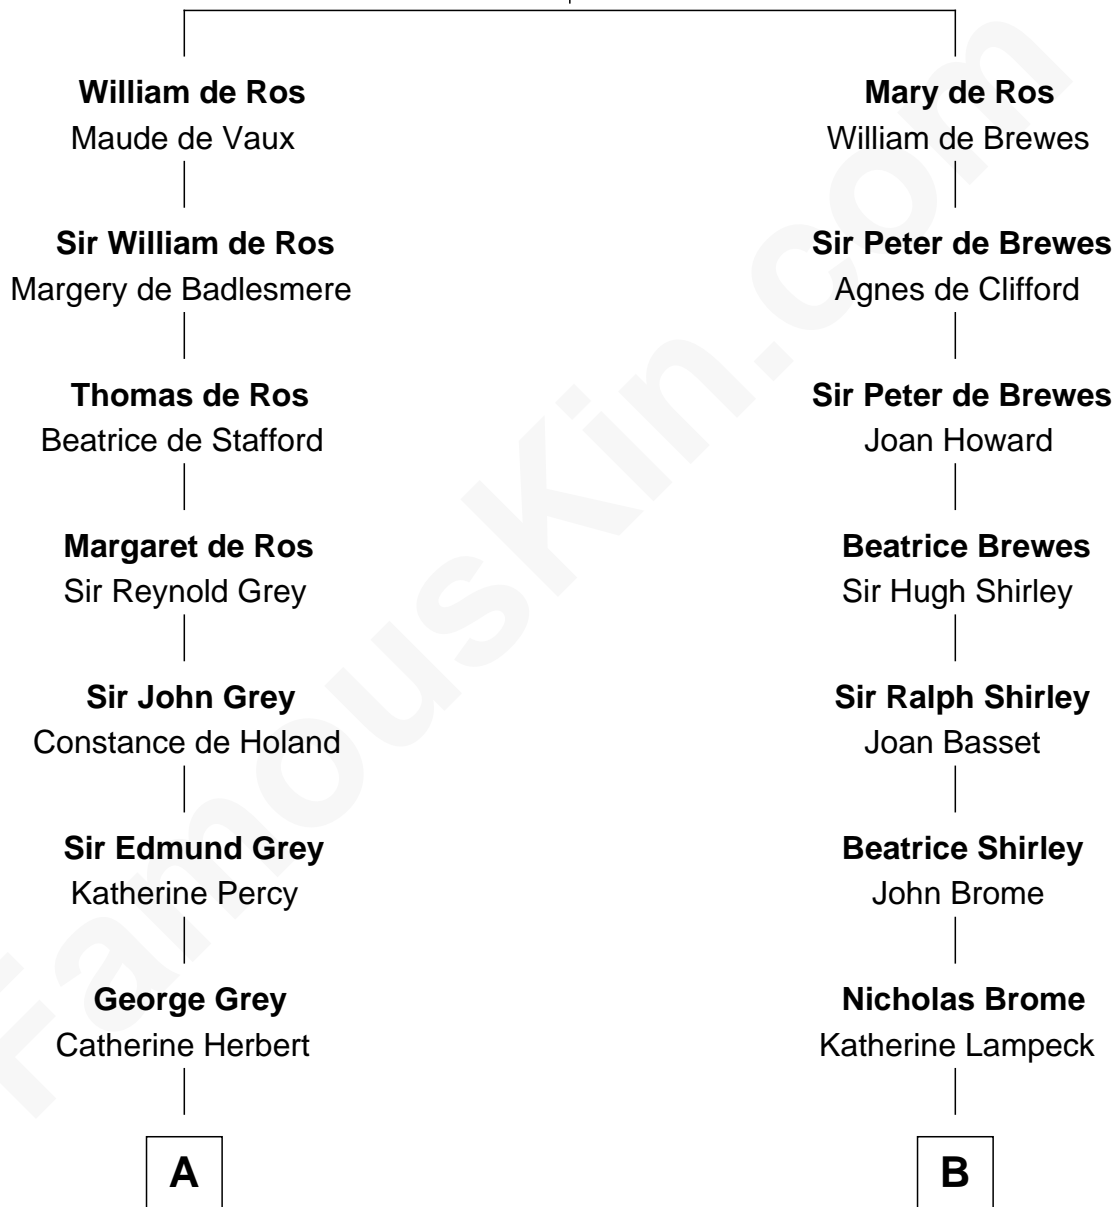 William de Ros
Maude de Vaux
Sir William de Ros
Margery de Badlesmere
Thomas de Ros
Beatrice de Stafford
Margaret de Ros
Sir Reynold Grey
Sir John Grey
Constance de Holand
Sir Edmund Grey
Katherine Percy
George Grey
Catherine Herbert
A
Mary de Ros
William de Brewes
Sir Peter de Brewes
Agnes de Clifford
Sir Peter de Brewes
Joan Howard
Beatrice Brewes
Sir Hugh Shirley
Sir Ralph Shirley
Joan Basset
Beatrice Shirley
John Brome
Nicholas Brome
Katherine Lampeck
B
FamousKin.com